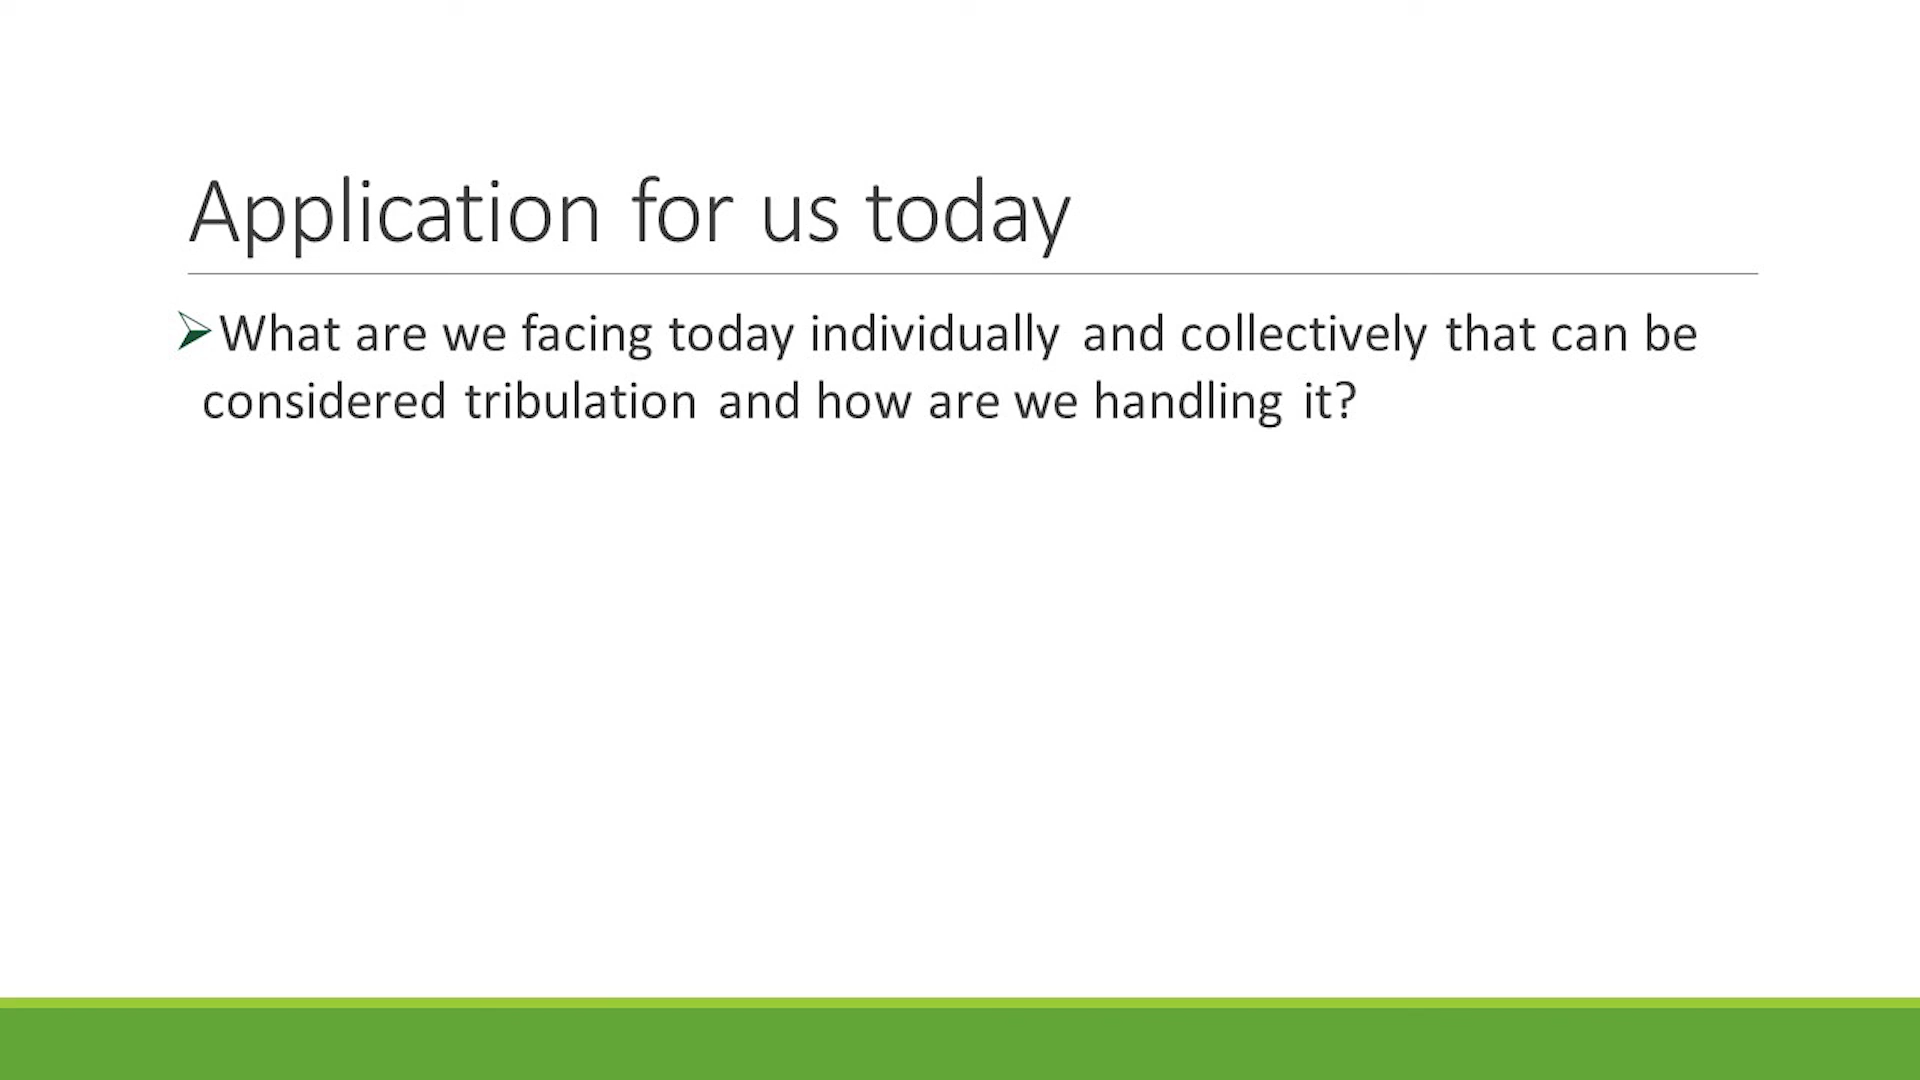 Application for us today
What are we facing today individually and collectively that can be
considered tribulation and how are we handling it?